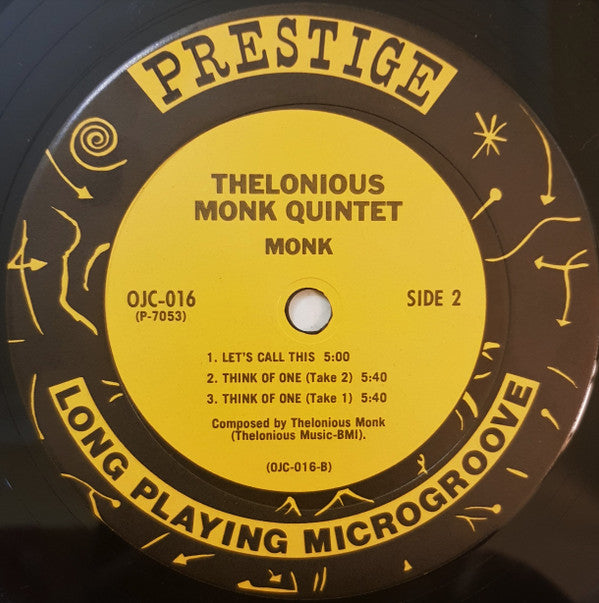 PRESTIGE
THELONIOUS
MONK QUINTET
MONK
OJC-016
(P-7053)
SIDE 2
1. LET'S CALL THIS 5:00
2. THINK OF ONE (Take 2) 5:40
3. THINK OF ONE (Take 1) 5:40
Composed by Thelonious Monk
(Thelonious Music-BMI).
(OJC-016-B)
LONG PLAYING MICROGROOVE